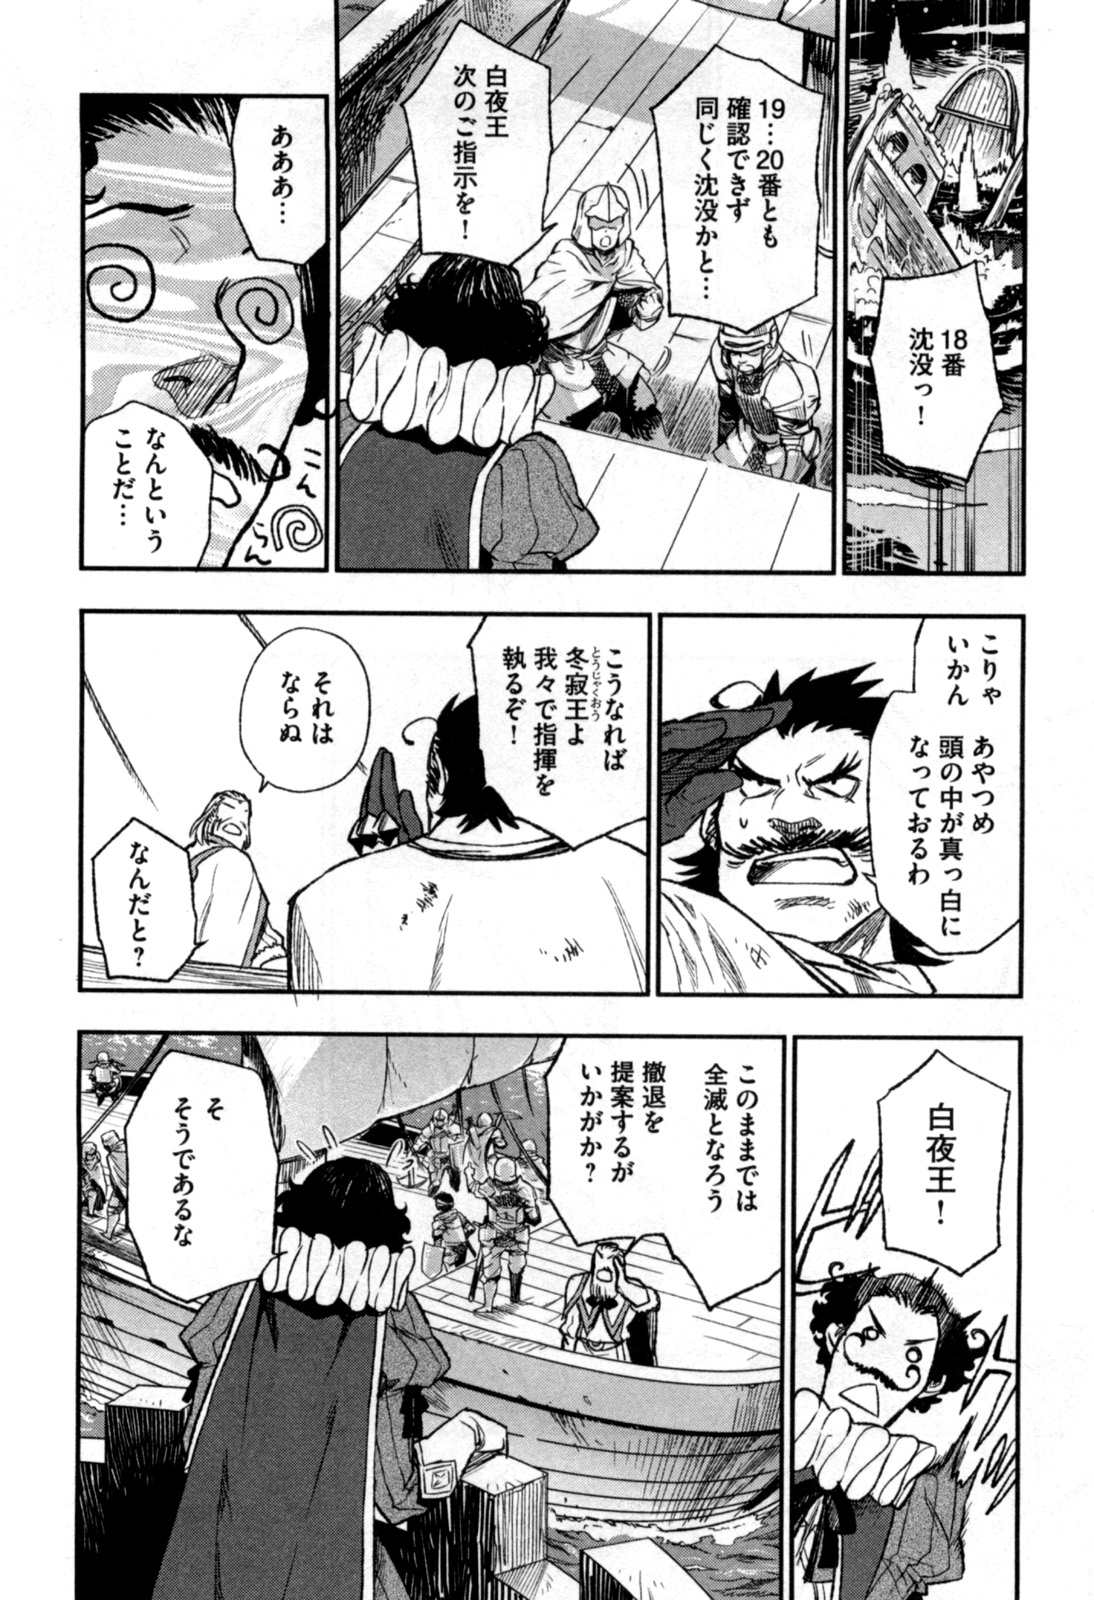 18番
沈没っ！
19…20番とも
確認できず
同じく沈没かと…
白夜王
次のご指示を！
あああ…
なんという
ことだ…
こん
らん
こりゃ
いかん
あやつめ
頭の中が真っ白に
なっておるわ
こうなれば
冬寂王よ
とうじゃくおう
我々で指揮を
執るぞ！
それは
ならぬ
なんだと？
白夜王！
このままでは
全滅となろう
撤退を
提案するが
いかがか？
そ
そうであるな